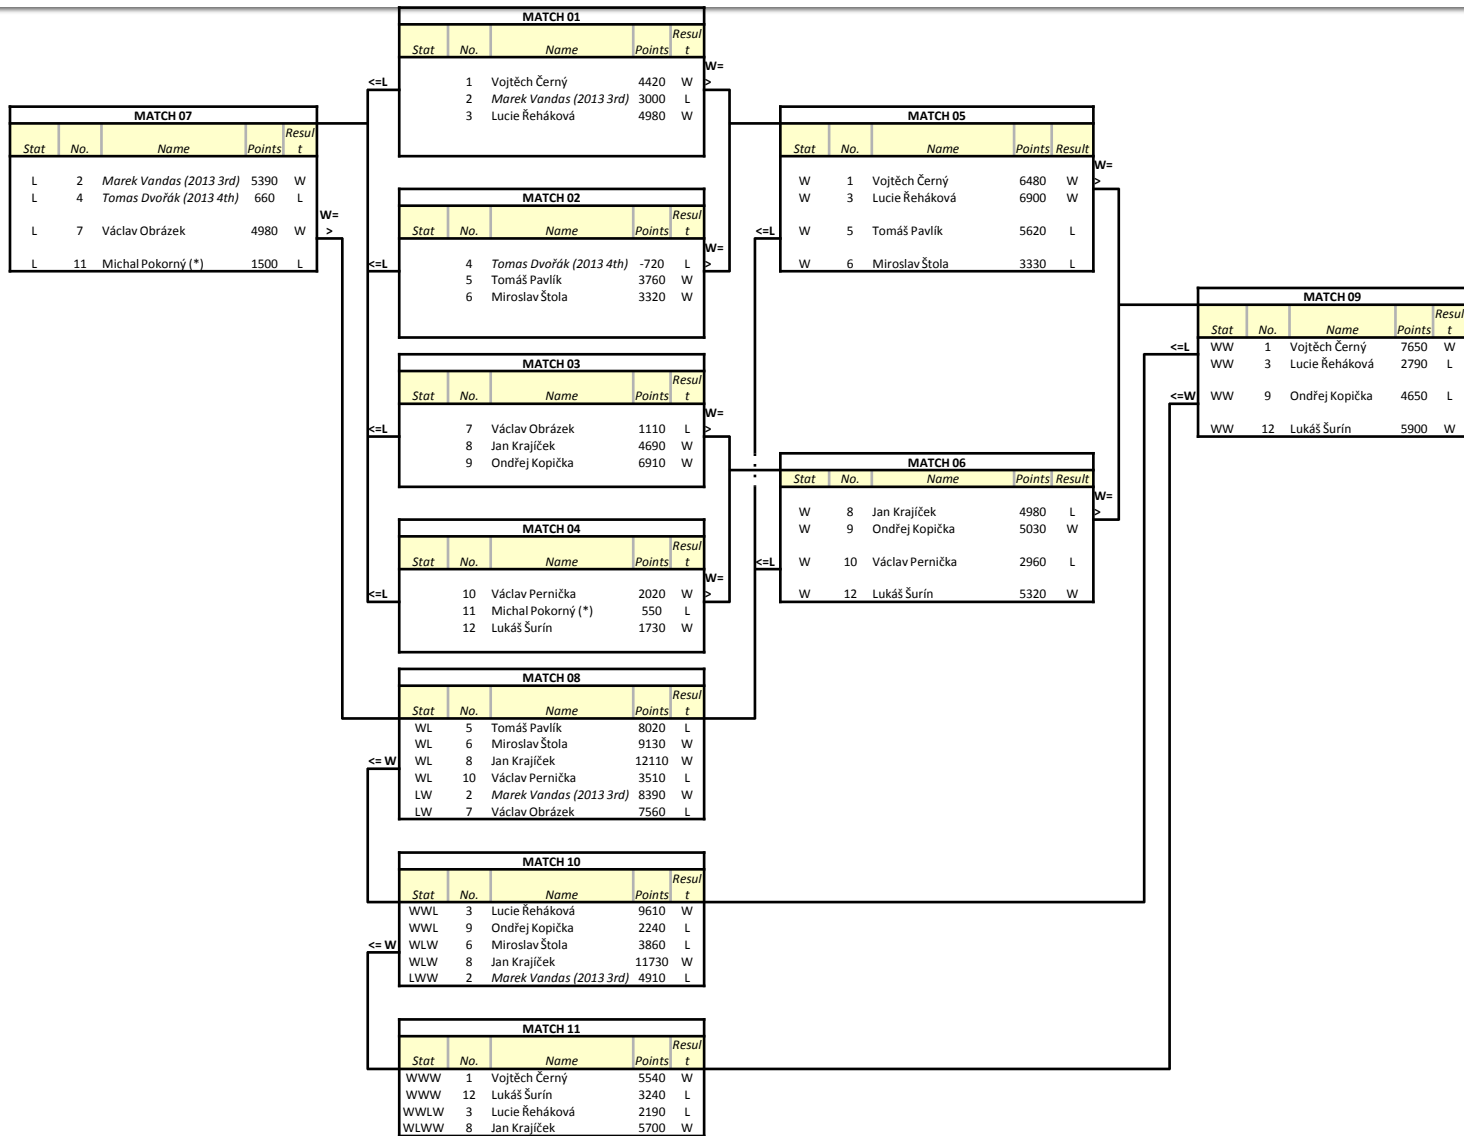 MATCH 01
Stat No. Name Points Resul t
<=L
W= >
1 Vojtěch Černý 4420 W
2 Marek Vandas (2013 3rd) 3000 L
3 Lucie Řeháková 4980 W
MATCH 07
Stat No. Name Points Resul t
L 2 Marek Vandas (2013 3rd) 5390 W
L 4 Tomas Dvořák (2013 4th) 660 L
W= >
L 7 Václav Obrázek 4980 W
L 11 Michal Pokorný (*) 1500 L
MATCH 02
Stat No. Name Points Resul t
<=L
W= >
4 Tomas Dvořák (2013 4th) -720 L
5 Tomáš Pavlík 3760 W
6 Miroslav Štola 3320 W
MATCH 05
Stat No. Name Points Result
W= >
W 1 Vojtěch Černý 6480 W
W 3 Lucie Řeháková 6900 W
<=L
W 5 Tomáš Pavlík 5620 L
W 6 Miroslav Štola 3330 L
MATCH 03
Stat No. Name Points Resul t
<=L
W= >
7 Václav Obrázek 1110 L
8 Jan Krajíček 4690 W
9 Ondřej Kopička 6910 W
MATCH 09
Stat No. Name Points Resul t
<=L
WW 1 Vojtěch Černý 7650 W
WW 3 Lucie Řeháková 2790 L
<=W
WW 9 Ondřej Kopička 4650 L
WW 12 Lukáš Šurín 5900 W
MATCH 04
Stat No. Name Points Resul t
<=L
W= >
10 Václav Pernička 2020 W
11 Michal Pokorný (*) 550 L
12 Lukáš Šurín 1730 W
MATCH 06
Stat No. Name Points Result
W= >
W 8 Jan Krajíček 4980 L
W 9 Ondřej Kopička 5030 W
<=L
W 10 Václav Pernička 2960 L
W 12 Lukáš Šurín 5320 W
MATCH 08
Stat No. Name Points Resul t
WL 5 Tomáš Pavlík 8020 L
WL 6 Miroslav Štola 9130 W
<= W
WL 8 Jan Krajíček 12110 W
WL 10 Václav Pernička 3510 L
LW 2 Marek Vandas (2013 3rd) 8390 W
LW 7 Václav Obrázek 7560 L
MATCH 10
Stat No. Name Points Resul t
WWL 3 Lucie Řeháková 9610 W
WWL 9 Ondřej Kopička 2240 L
<= W
WLW 6 Miroslav Štola 3860 L
WLW 8 Jan Krajíček 11730 W
LWW 2 Marek Vandas (2013 3rd) 4910 L
MATCH 11
Stat No. Name Points Resul t
WWW 1 Vojtěch Černý 5540 W
WWW 12 Lukáš Šurín 3240 L
WWLW 3 Lucie Řeháková 2190 L
WLWW 8 Jan Krajíček 5700 W